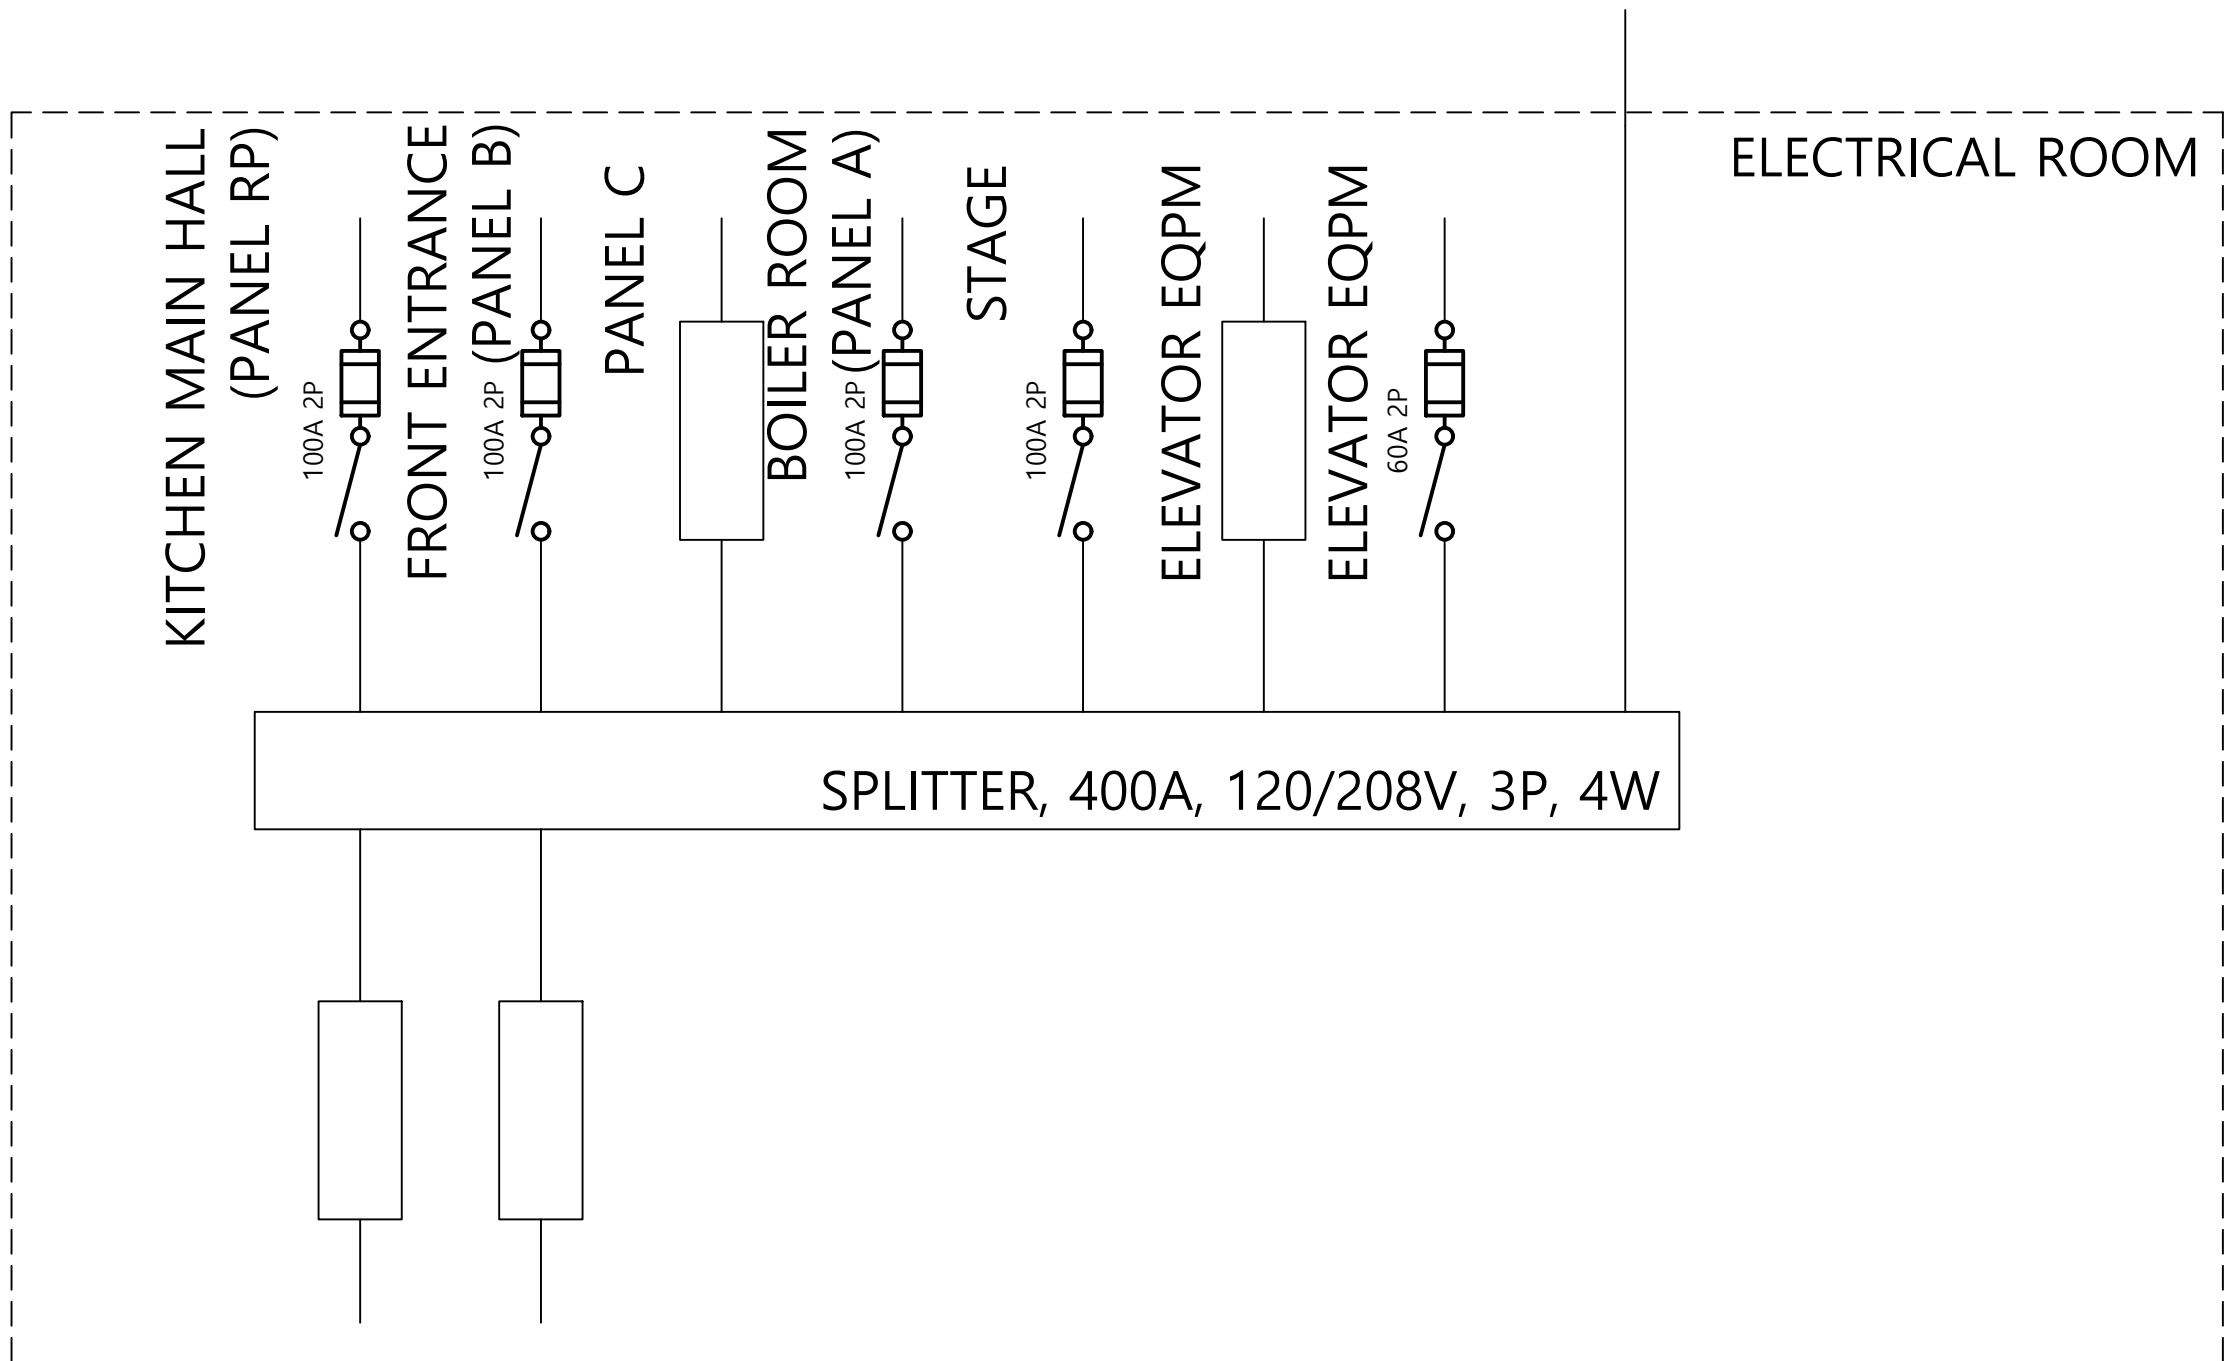 KITCHEN MAIN HALL
(PANEL RP)
100A 2P
FRONT ENTRANCE
(PANEL B)
100A 2P
PANEL C
BOILER ROOM
(PANEL A)
100A 2P
STAGE
100A 2P
ELEVATOR EQPM
ELEVATOR EQPM
60A 2P
ELECTRICAL ROOM
SPLITTER, 400A, 120/208V, 3P, 4W